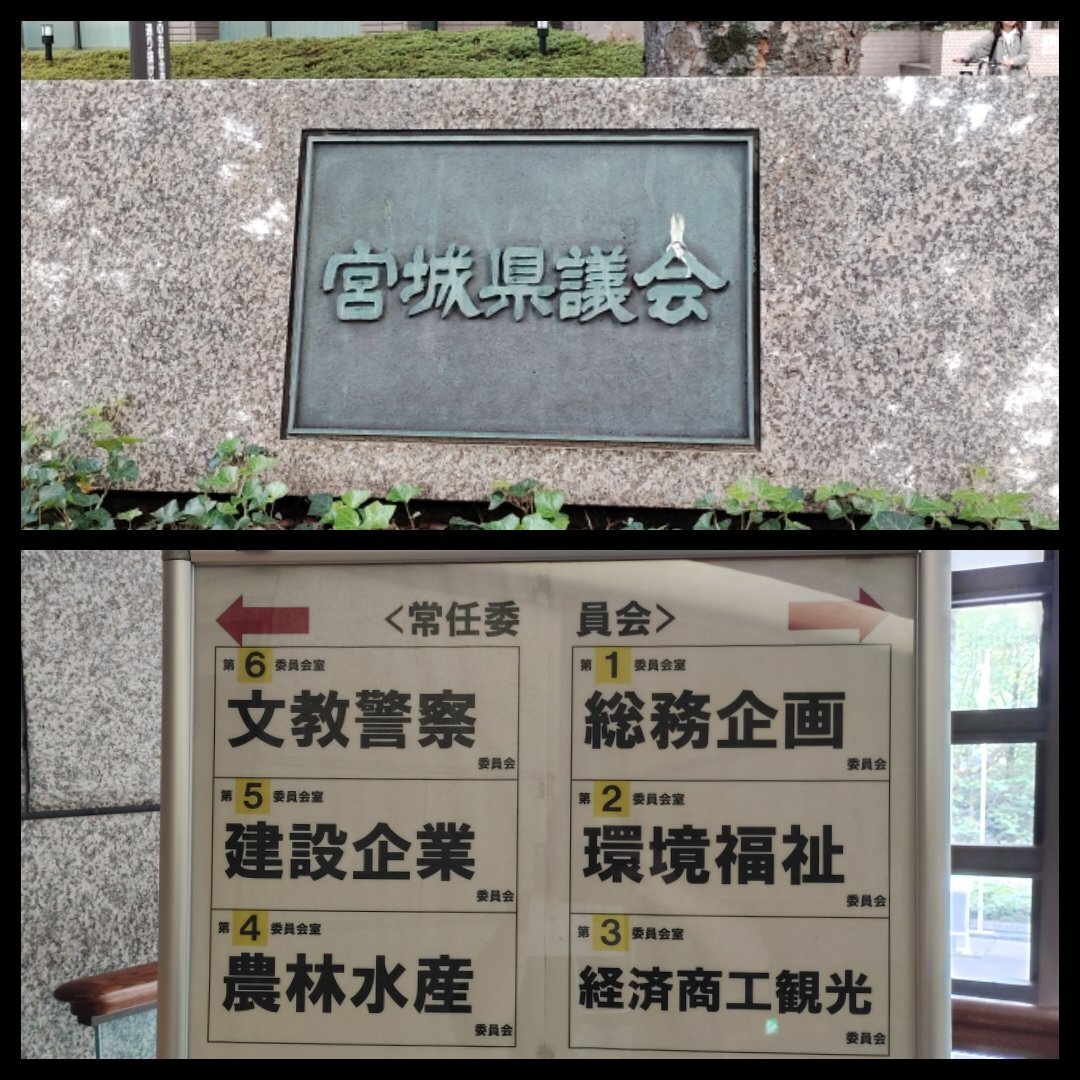 宮城県議会
<常任委員会>
第6委員会室
文教警察
委員会
第5委員会室
建設企業
委員会
第4委員会室
農林水産
委員会
第1委員会室
総務企画
委員会
第2委員会室
環境福祉
委員会
第3委員会室
経済商工観光
委員会